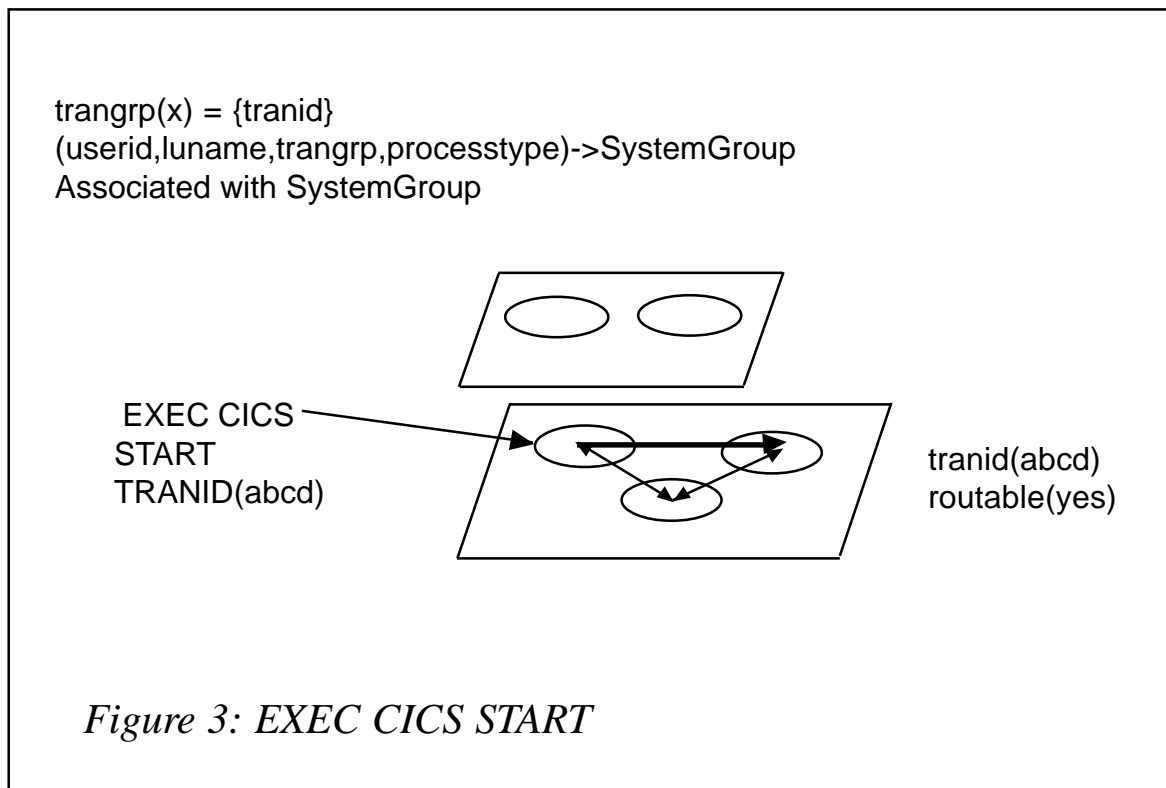 trangrp(x) = {tranid}
(userid,luname,trangrp,processtype)->SystemGroup
Associated with SystemGroup
EXEC CICS
START
TRANID(abcd)
tranid(abcd)
routable(yes)
Figure 3: EXEC CICS START